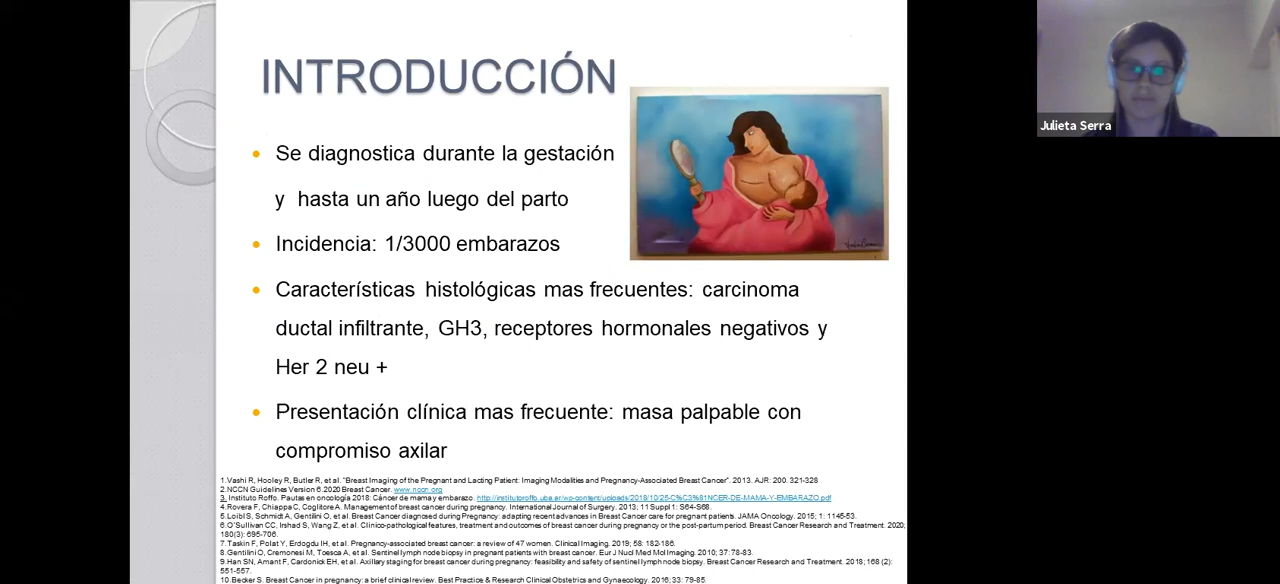 INTRODUCCIÓN
Se diagnostica durante la gestación
y hasta un año luego del parto
Incidencia: 1/3000 embarazos
Características histológicas mas frecuentes: carcinoma
ductal infiltrante, GH3, receptores hormonales negativos y
Her 2 neu +
Presentación clínica mas frecuente: masa palpable con
compromiso axilar
1.Vashi R, Hooley R, Butler R, et al. "Breast Imaging of the Pregnant and Lactting Patient: Imaging Modalities and Pregnancy-Associated Breast Cancer". 2013. AJR: 200. 321-328
2.NCCN Guidelines Version 6.2020 Breast Cancer. www.nccn.org
3. Instituto Roffo. Pautas en oncología 2018. Cáncer de mama y embarazo. http://institutoroffo.uba.ar/wp-content/uploads/2018/10/25-C%C3%81NCER-DE-MAMA-Y-EMBARAZO.pdf
4.Rovera F, Chiappa C, Coglitore A. Management of breast cancer during pregnancy. International Journal of Surgery. 2013; 11 Suppl 1: S64-S68.
5. Loibl S, Schmidt A, Gentilini O, et al. Breast Cancer diagnosed during Pregnancy: adapting recent advances in Breast Cancer care for pregnant patients. JAMA Oncology. 2015; 1: 1145-53.
6.O'Sullivan CC, Irshad S, Wang Z, et al. Clinico-pathological features, treatment and outcomes of breast cancer during pregnancy or the post-partum period. Breast Cancer Research and Treatment. 2020;
180(3): 695-706.
7.Taskin F, Polat Y, Erdogdu IH, et al. Pregnancy-associated breast cancer: a review of 47 women. Clinical Imaging. 2019; 58: 182-186.
8.Gentilini O, Cremonesi M, Toesca A, et al. Sentinel lymph node biopsy in pregnant patients with breast cancer. Eur J Nucl Med Mol Imaging. 2010; 37: 78-83.
9.Han SN, Amant F, Cardonick EH, et al. Axillary staging for breast cancer during pregnancy: feasibility and safety of sentinel lymph node biopsy. Breast Cancer Research and Treatment. 2018; 168 (2):
551-557.
10.Becker S. Breast Cancer in pregnancy: a brief clinical review. Best Practice & Research Clinical Obstetrics and Gynaecology. 2016; 33: 79-85.
Julieta Serra